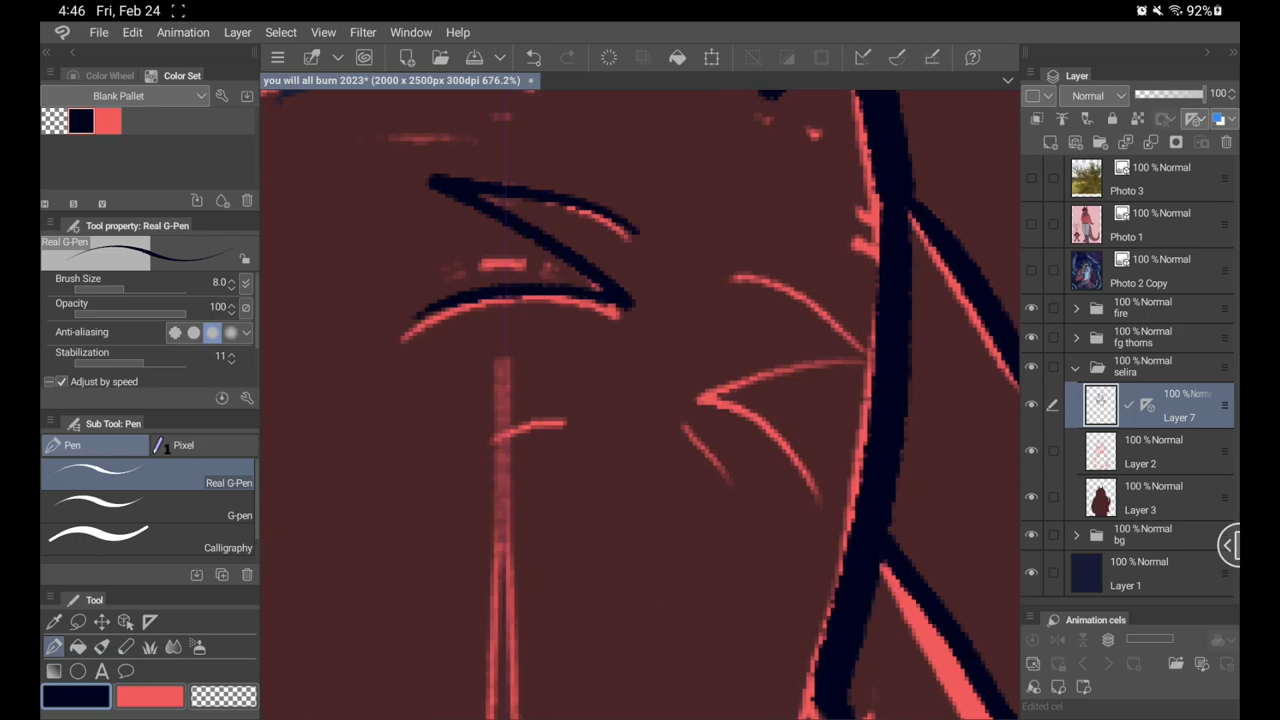 4:46 Fri, Feb 24 92%
File Edit Animation Layer Select View Filter Window Help
you will all burn 2023* (2000 x 2500px 300dpi 676.2%)
Color Wheel Color Set
Blank Pallet
H S V
Tool property: Real G-Pen
Real G-Pen
Brush Size 8.0
Opacity 100
Anti-aliasing
Stabilization 11
Adjust by speed
Sub Tool: Pen
Pen Pixel
1
Real G-Pen
G-pen
Calligraphy
Tool
Layer
Normal 100
100 %Normal
Photo 3
100 %Normal
Photo 1
100 %Normal
Photo 2 Copy
100 %Normal
fire
100 %Normal
fg thorns
100 %Normal
selira
100 %Norm
Layer 7
100 %Normal
Layer 2
100 %Normal
Layer 3
100 %Normal
bg
100 %Normal
Layer 1
Animation cels
Edited cel